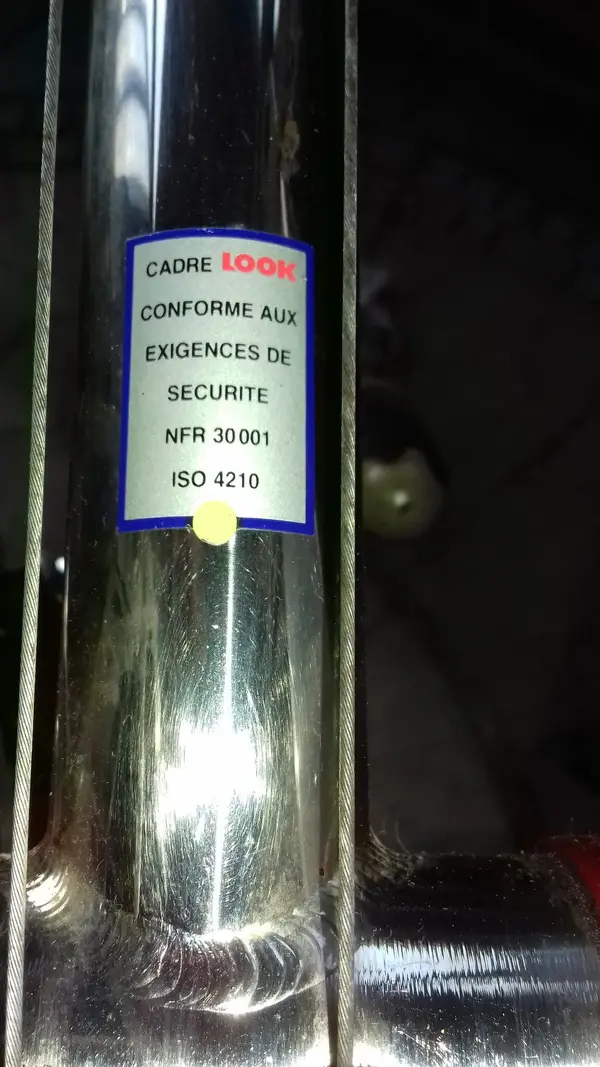 CADRE LOOK
CONFORME AUX
EXIGENCES DE
SECURITE
NFR 30001
ISO 4210